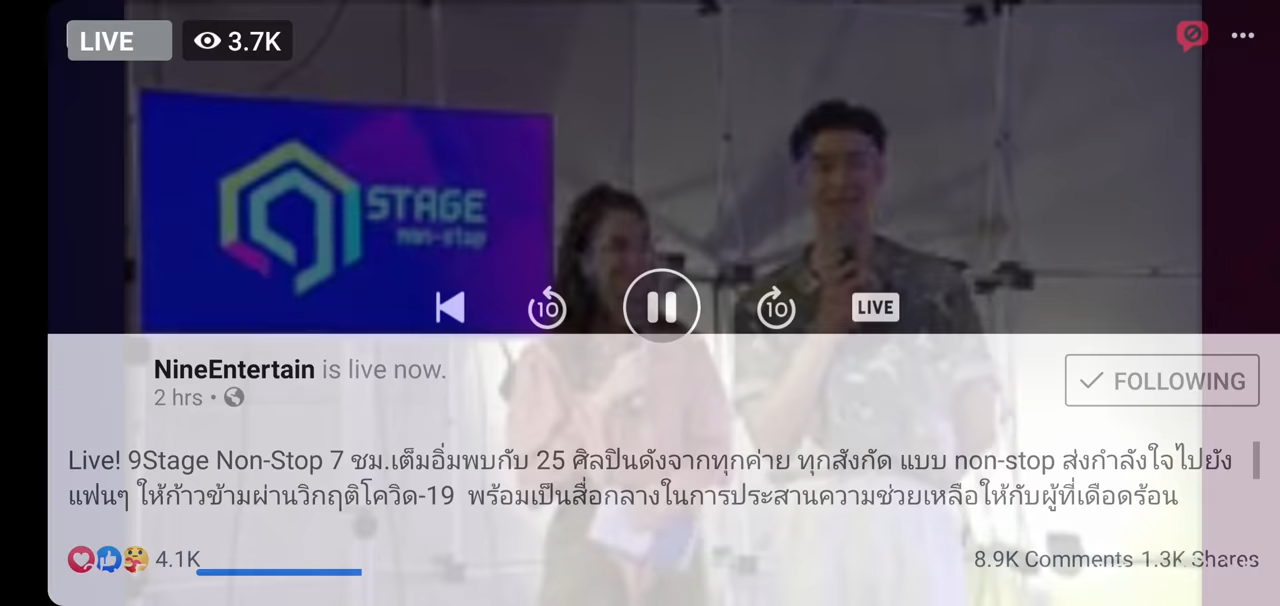 LIVE 3.7K
STAGE
non-stop
10 10 LIVE
NineEntertain is live now.
2 hrs •
FOLLOWING
Live! 9Stage Non-Stop 7 ชม.เต็มอิ่มพบกับ 25 ศิลปินดังจากทุกค่าย ทุกสังกัด แบบ non-stop ส่งกำลังใจไปยัง
แฟนๆ ให้ก้าวข้ามผ่านวิกฤติโควิด-19 พร้อมเป็นสื่อกลางในการประสานความช่วยเหลือให้กับผู้ที่เดือดร้อน
4.1K 8.9K Comments 1.3K Shares